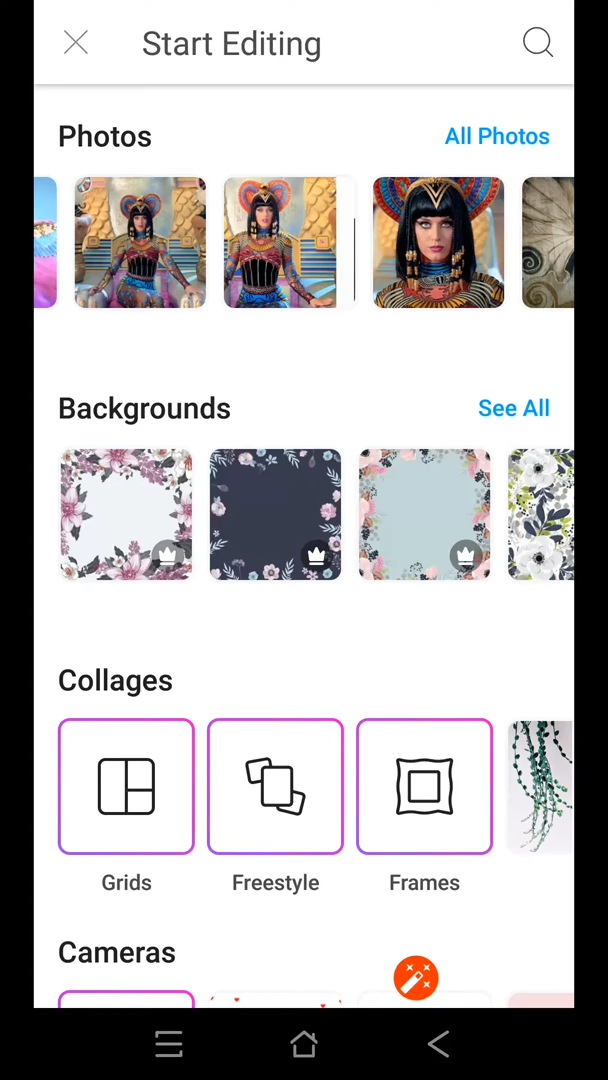 Start Editing
Photos
All Photos
Backgrounds
See All
Collages
Grids
Freestyle
Frames
Cameras